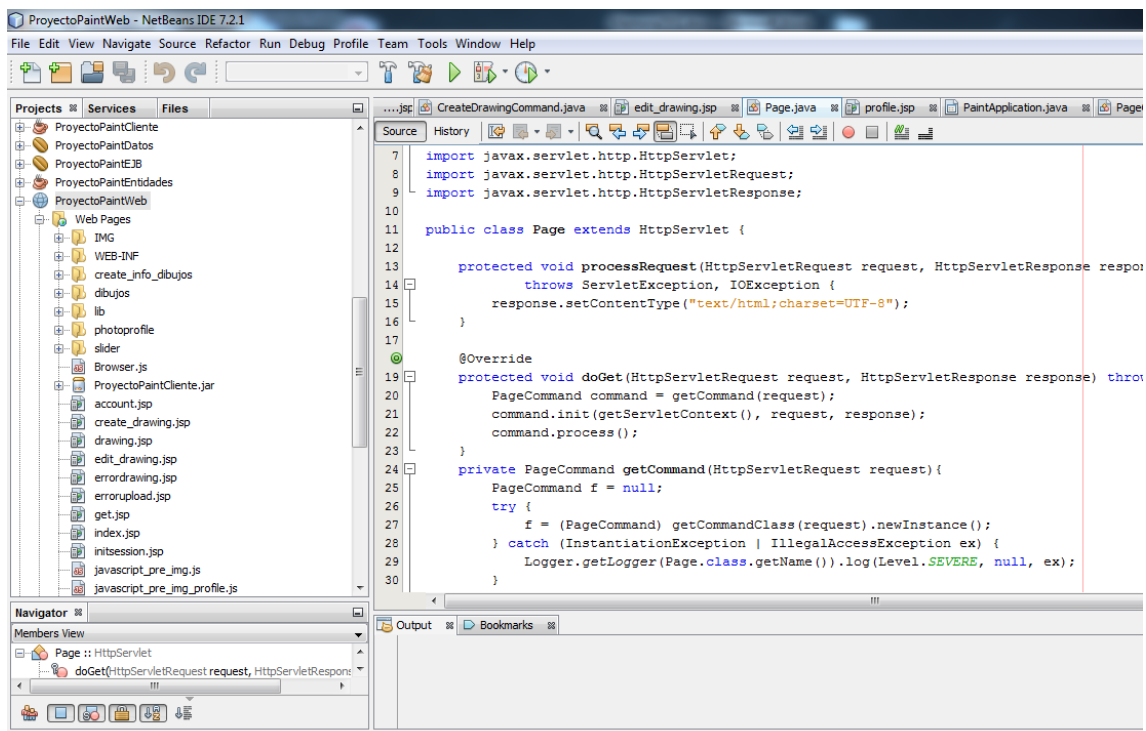 ProyectoPaintWeb - NetBeans IDE 7.2.1
File Edit View Navigate Source Refactor Run Debug Profile Team Tools Window Help
Projects Services Files
ProyectoPaintCliente
ProyectoPaintDatos
ProyectoPaintEJB
ProyectoPaintEntidades
ProyectoPaintWeb
Web Pages
IMG
WEB-INF
create_info_dibujos
dibujos
lib
photoprofile
slider
Browser.js
ProyectoPaintCliente.jar
account.jsp
create_drawing.jsp
drawing.jsp
edit_drawing.jsp
errordrawing.jsp
errorupload.jsp
get.jsp
index.jsp
initsession.jsp
javascript_pre_img.js
javascript_pre_img_profile.js
Navigator
Members View
Page :: HttpServlet
doGet(HttpServletRequest request, HttpServletRespons
....jsp CreateDrawingCommand.java edit_drawing.jsp Page.java profile.jsp PaintApplication.java Page
Source History
7 import javax.servlet.http.HttpServlet;
8 import javax.servlet.http.HttpServletRequest;
9 import javax.servlet.http.HttpServletResponse;
10
11 public class Page extends HttpServlet {
12
13 protected void processRequest(HttpServletRequest request, HttpServletResponse respon
14 throws ServletException, IOException {
15 response.setContentType("text/html;charset=UTF-8");
16 }
17
@Override
19 protected void doGet(HttpServletRequest request, HttpServletResponse response) throw
20 PageCommand command = getCommand(request);
21 command.init(getServletContext(), request, response);
22 command.process();
23 }
24 private PageCommand getCommand(HttpServletRequest request){
25 PageCommand f = null;
26 try {
27 f = (PageCommand) getCommandClass(request).newInstance();
28 } catch (InstantiationException | IllegalAccessException ex) {
29 Logger.getLogger(Page.class.getName()).log(Level.SEVERE, null, ex);
30 }
Output Bookmarks